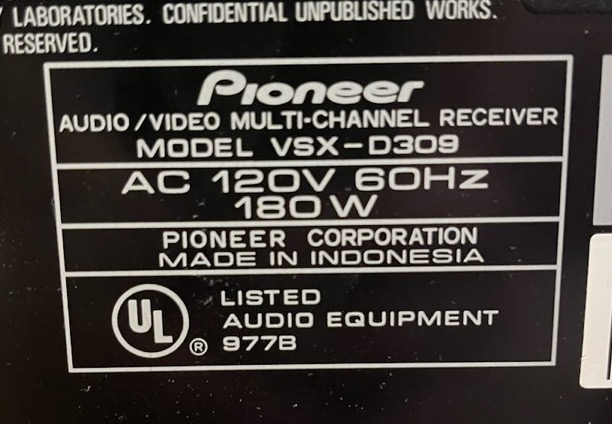 LABORATORIES. CONFIDENTIAL UNPUBLISHED WORKS.
RESERVED.
Pioneer
AUDIO/VIDEO MULTI-CHANNEL RECEIVER
MODEL VSX-D309
AC 120V 60Hz
180W
PIONEER CORPORATION
MADE IN INDONESIA
UL ®
LISTED
AUDIO EQUIPMENT
977B